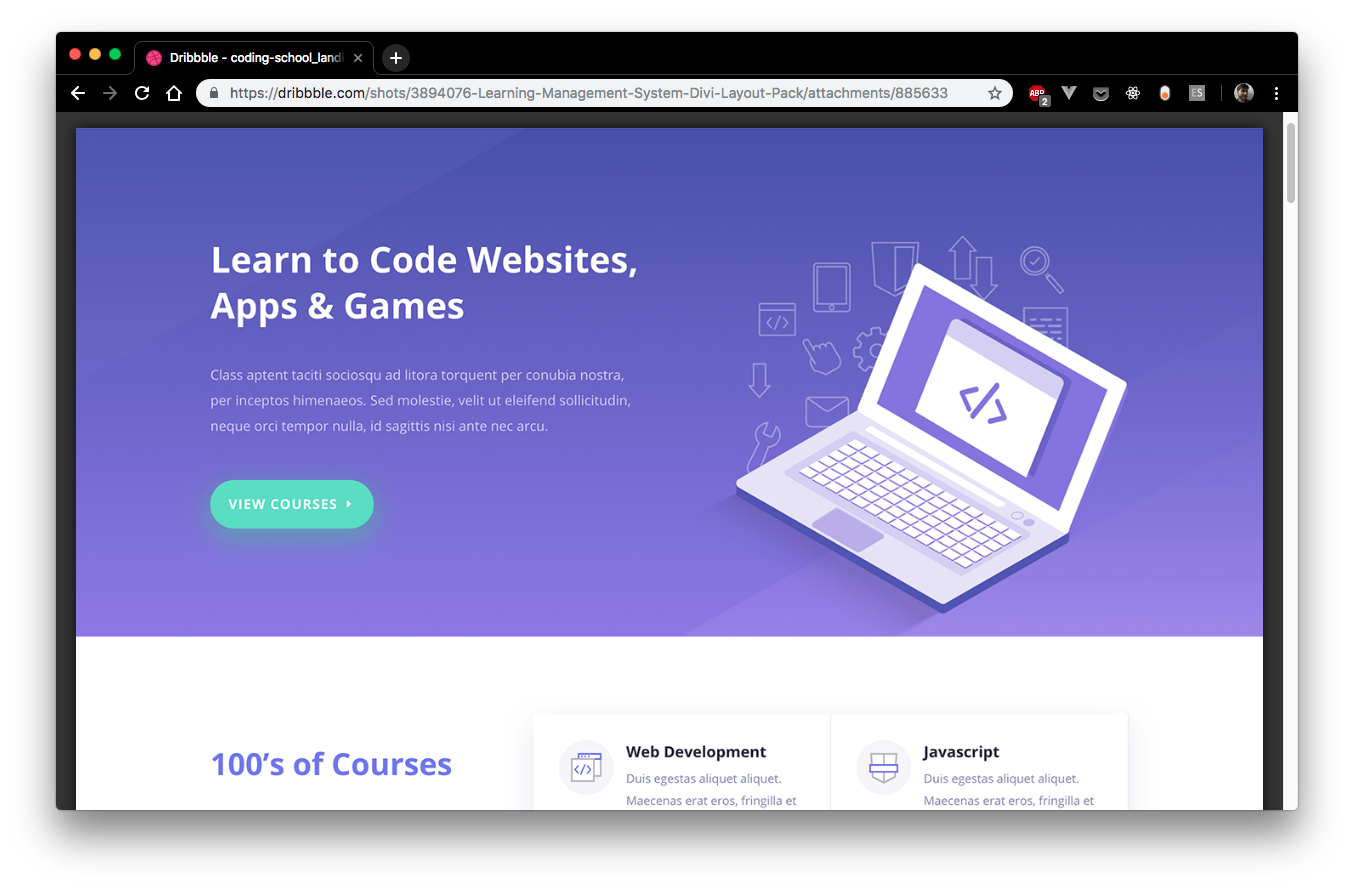 Dribbble - coding-school_landi
https://dribbble.com/shots/3894076-Learning-Management-System-Divi-Layout-Pack/attachments/885633
ABP
2
ES
Learn to Code Websites,
Apps & Games
Class aptent taciti sociosqu ad litora torquent per conubia nostra,
per inceptos himenaeos. Sed molestie, velit ut eleifend sollicitudin,
neque orci tempor nulla, id sagittis nisi ante nec arcu.
VIEW COURSES
</>
</>
100’s of Courses
</>
Web Development
Duis egestas aliquet aliquet.
Maecenas erat eros, fringilla et
Javascript
Duis egestas aliquet aliquet.
Maecenas erat eros, fringilla et